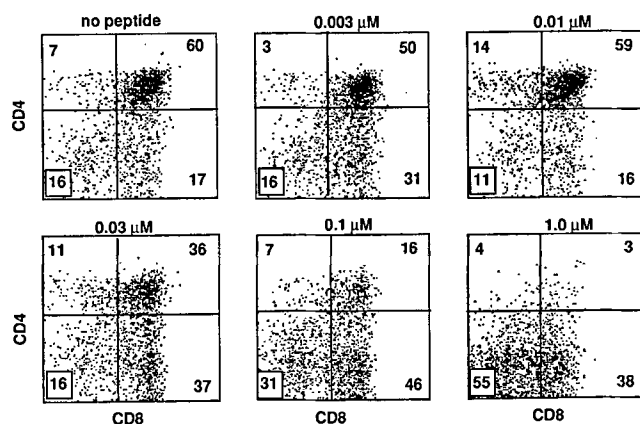 no peptide 0.003 µM 0.01 µM
7 60 3 50 14 59
CD4
16 17 16 31 11 16
0.03 µM 0.1 µM 1.0 µM
11 36 7 16 4 3
CD4
16 37 31 46 55 38
CD8 CD8 CD8